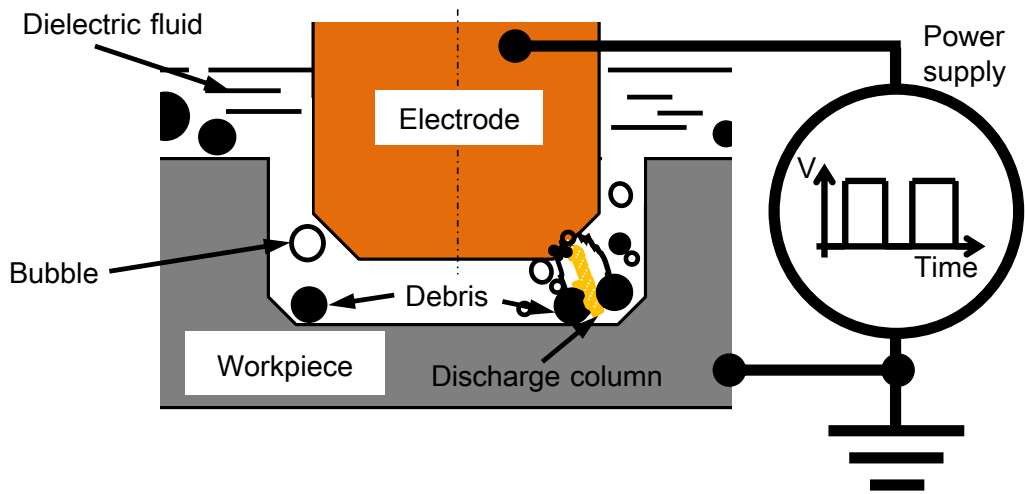 Dielectric fluid
Power
supply
Electrode
V
Time
Bubble
Debris
Workpiece
Discharge column